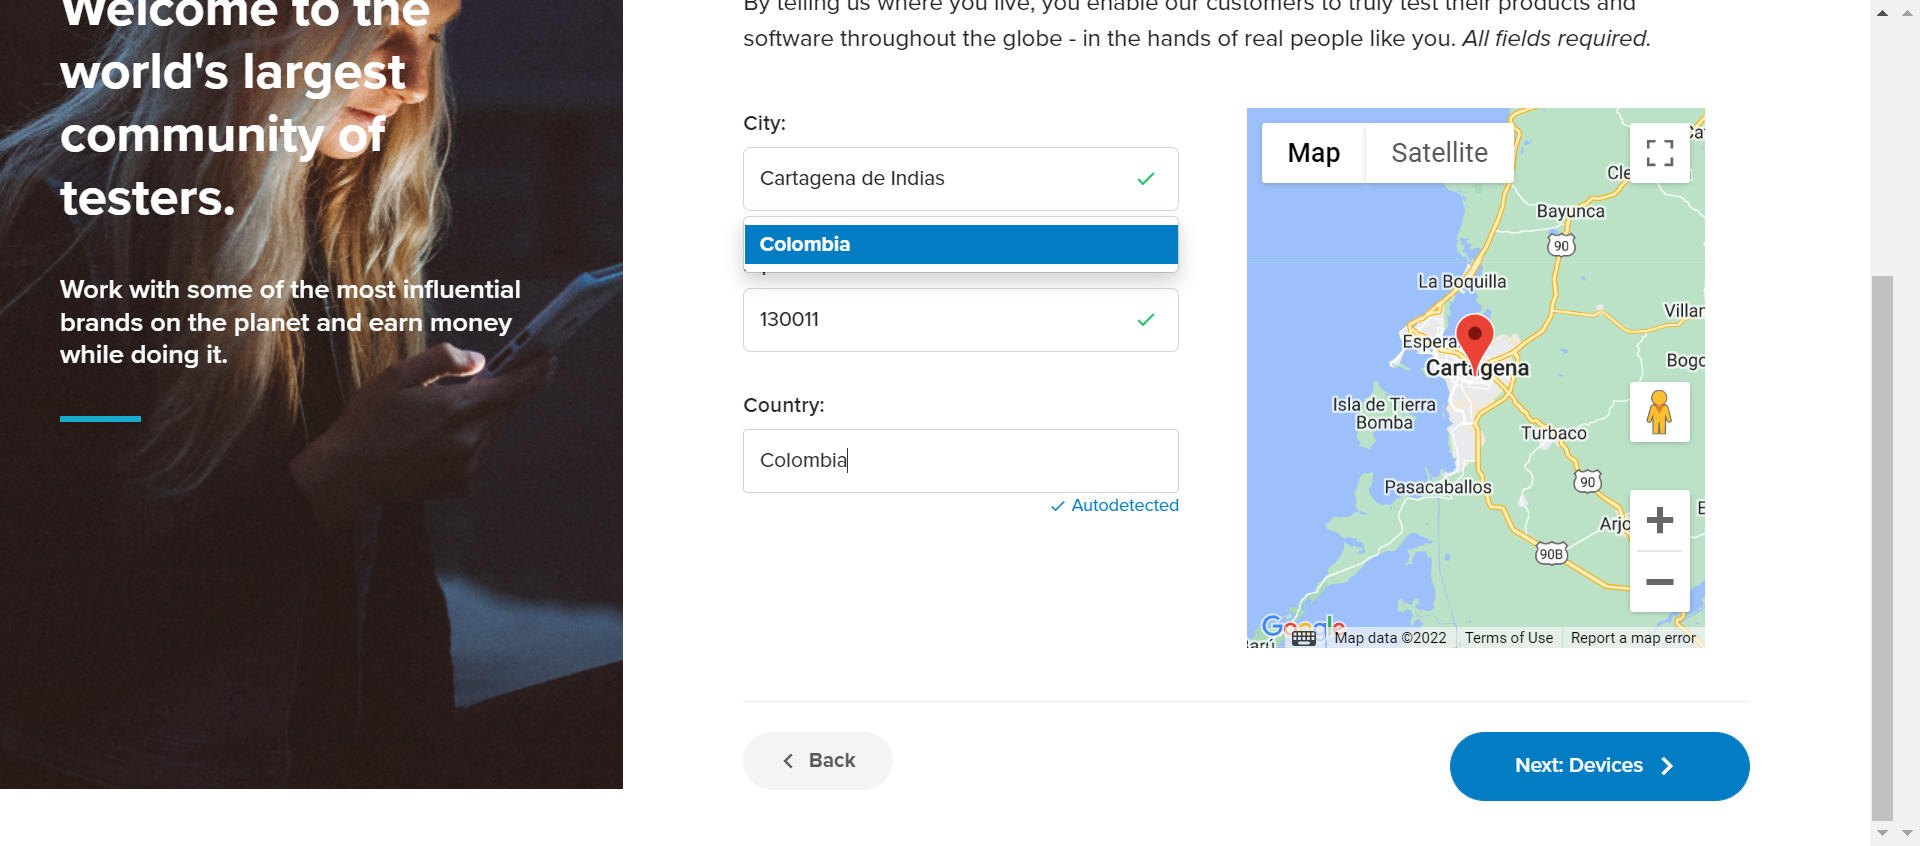 Welcome to the
world's largest
community of
testers.
Work with some of the most influential
brands on the planet and earn money
while doing it.
By telling us where you live, you enable our customers to truly test their products and
software throughout the globe - in the hands of real people like you. All fields required.
City:
Cartagena de Indias
Colombia
130011
Country:
Colombia
Autodetected
Map
Satellite
Bayunca
90
La Boquilla
Cartagena
Isla de Tierra
Bomba
Turbaco
90
Pasacaballos
90B
Google
Map data ©2022
Terms of Use
Report a map error
Back
Next: Devices